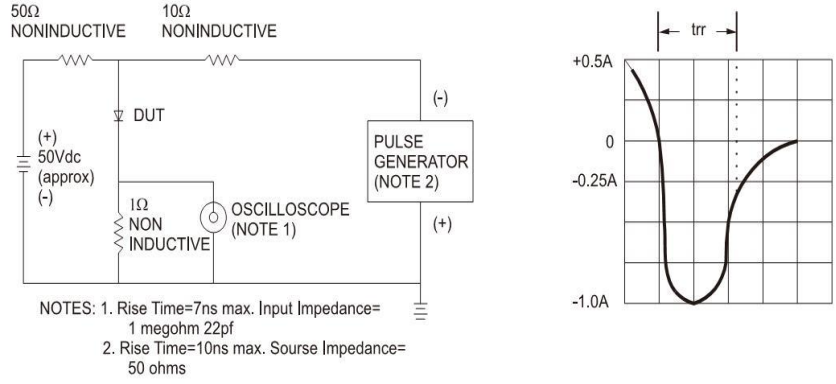 50Ω
NONINDUCTIVE
10Ω
NONINDUCTIVE
DUT
(+)
50Vdc
(approx)
(-)
1Ω
NON
INDUCTIVE
OSCILLOSCOPE
(NOTE 1)
(-)
PULSE
GENERATOR
(NOTE 2)
(+)
NOTES: 1. Rise Time=7ns max. Input Impedance=
1 megohm 22pf
2. Rise Time=10ns max. Sourse Impedance=
50 ohms
trr
+0.5A
0
-0.25A
-1.0A